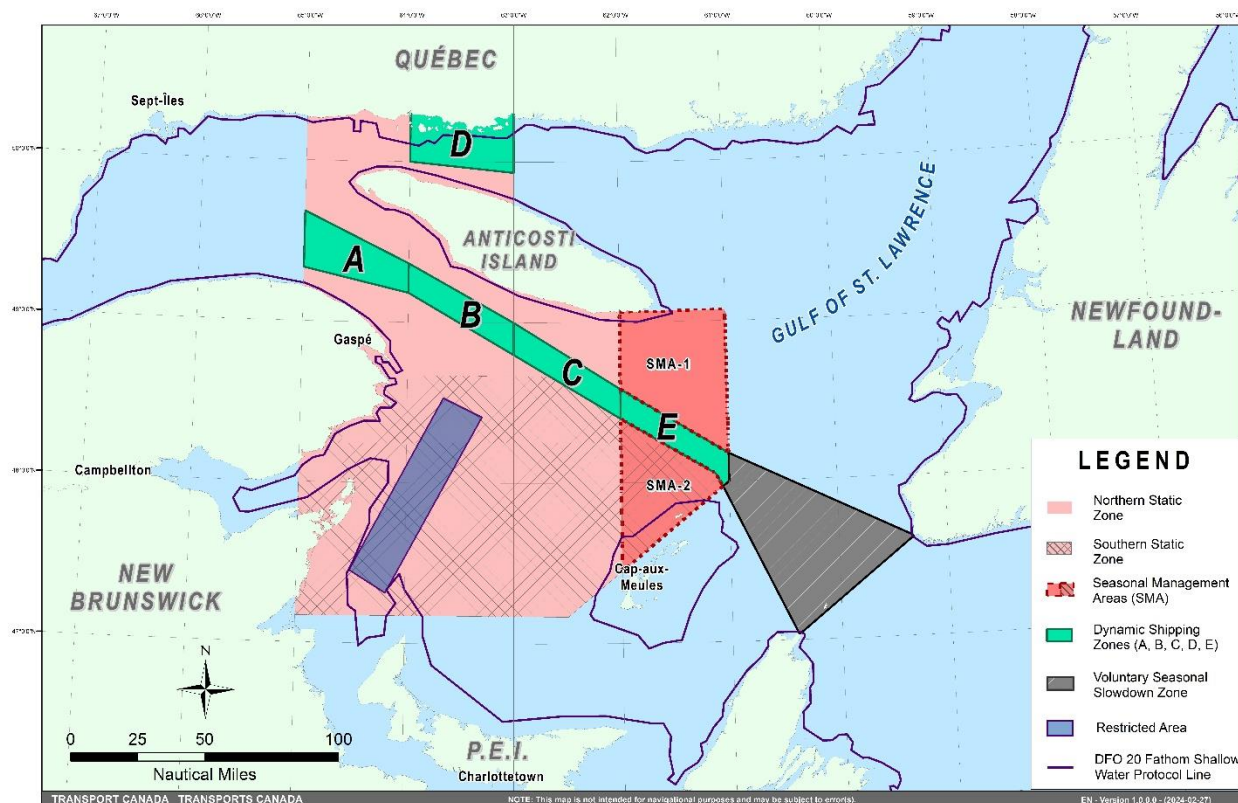 QUÉBEC
Sept-Îles
D
ANTICOSTI
ISLAND
A
B
C
E
GULF OF ST. LAWRENCE
NEWFOUND-
LAND
Gaspé
SMA-1
SMA-2
Campbellton
NEW
BRUNSWICK
Cap-aux-
Meules
N
0 25 50 100
Nautical Miles
P.E.I.
Charlottetown
LEGEND
Northern Static
Zone
Southern Static
Zone
Seasonal Management
Areas (SMA)
Dynamic Shipping
Zones (A, B, C, D, E)
Voluntary Seasonal
Slowdown Zone
Restricted Area
DFO 20 Fathom Shallow
Water Protocol Line
TRANSPORT CANADA TRANSPORTS CANADA
NOTE: This map is not intended for navigational purposes and may be subject to error(s).
EN - Version 1.0.0.0 - (2024-02-27)